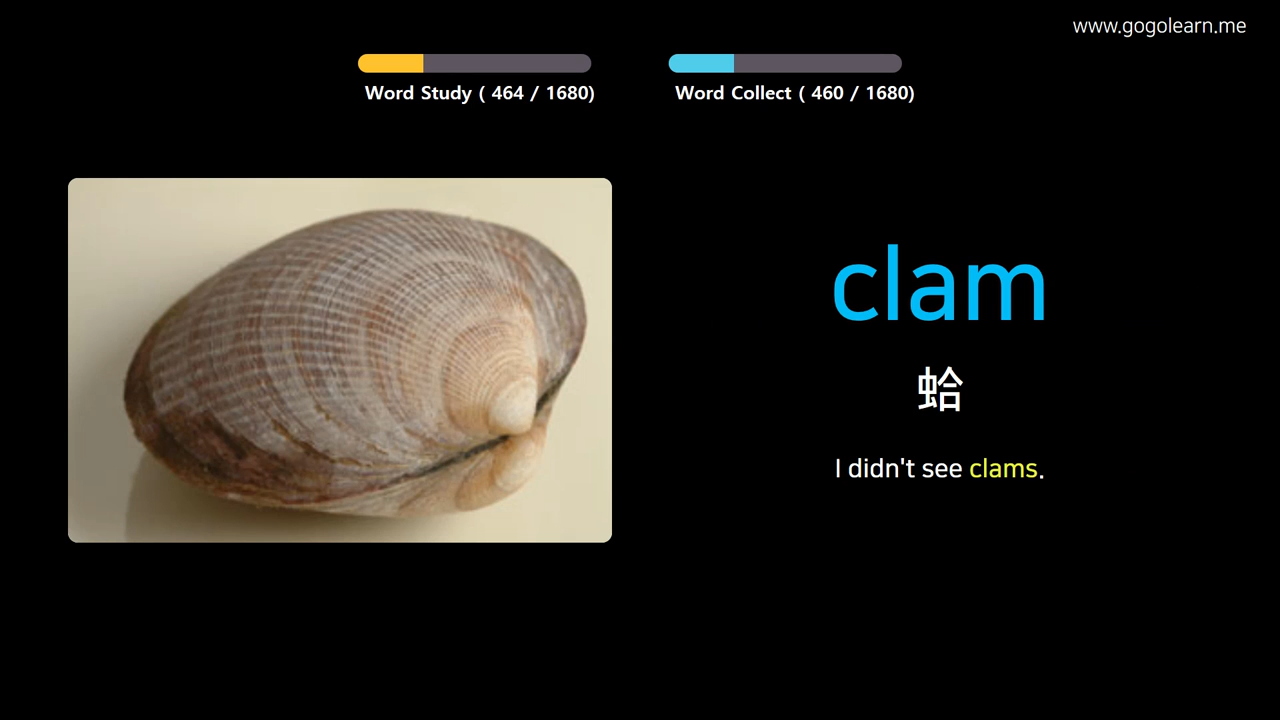 www.gogolearn.me
Word Study ( 464 / 1680)
Word Collect ( 460 / 1680)
clam
蛤
I didn't see clams.